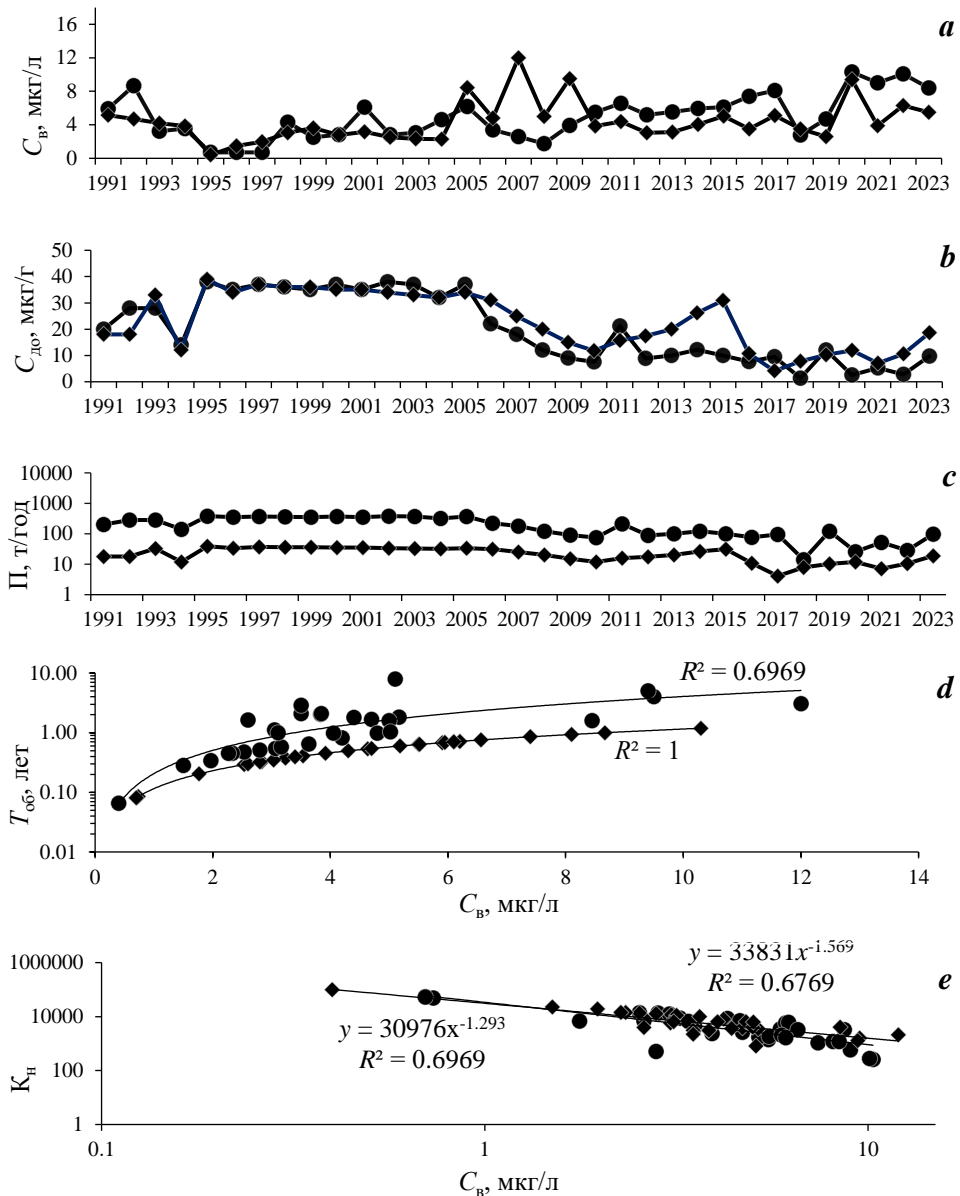 a
16
12
8
4
0
Cв, мкг/л
1991 1993 1995 1997 1999 2001 2003 2005 2007 2009 2011 2013 2015 2017 2019 2021 2023
b
50
40
30
20
10
0
Cдо, мкг/г
1991 1993 1995 1997 1999 2001 2003 2005 2007 2009 2011 2013 2015 2017 2019 2021 2023
c
10000
1000
100
10
1
П, т/год
1991 1993 1995 1997 1999 2001 2003 2005 2007 2009 2011 2013 2015 2017 2019 2021 2023
d
10.00
1.00
0.10
0.01
Tоб, лет
R² = 0.6969
R² = 1
0 2 4 6 8 10 12 14
Cв, мкг/л
e
1000000
10000
100
1
Kн
y = 33831x^-1.569
R² = 0.6769
y = 30976x^-1.293
R² = 0.6969
0.1 1 10
Cв, мкг/л